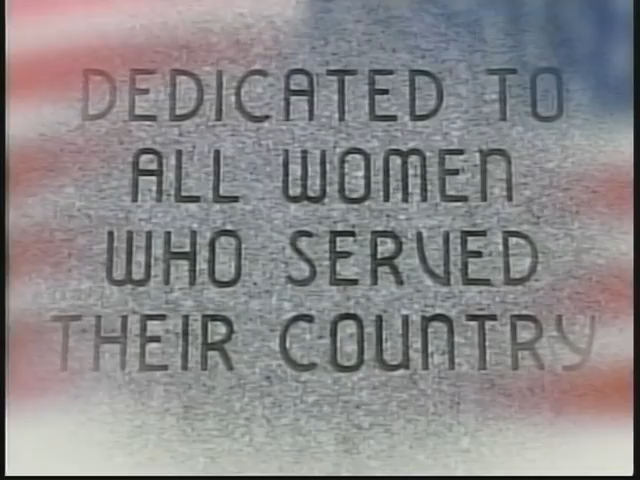 DEDICATED TO
ALL WOMEN
WHO SERVED
THEIR COUNTRY